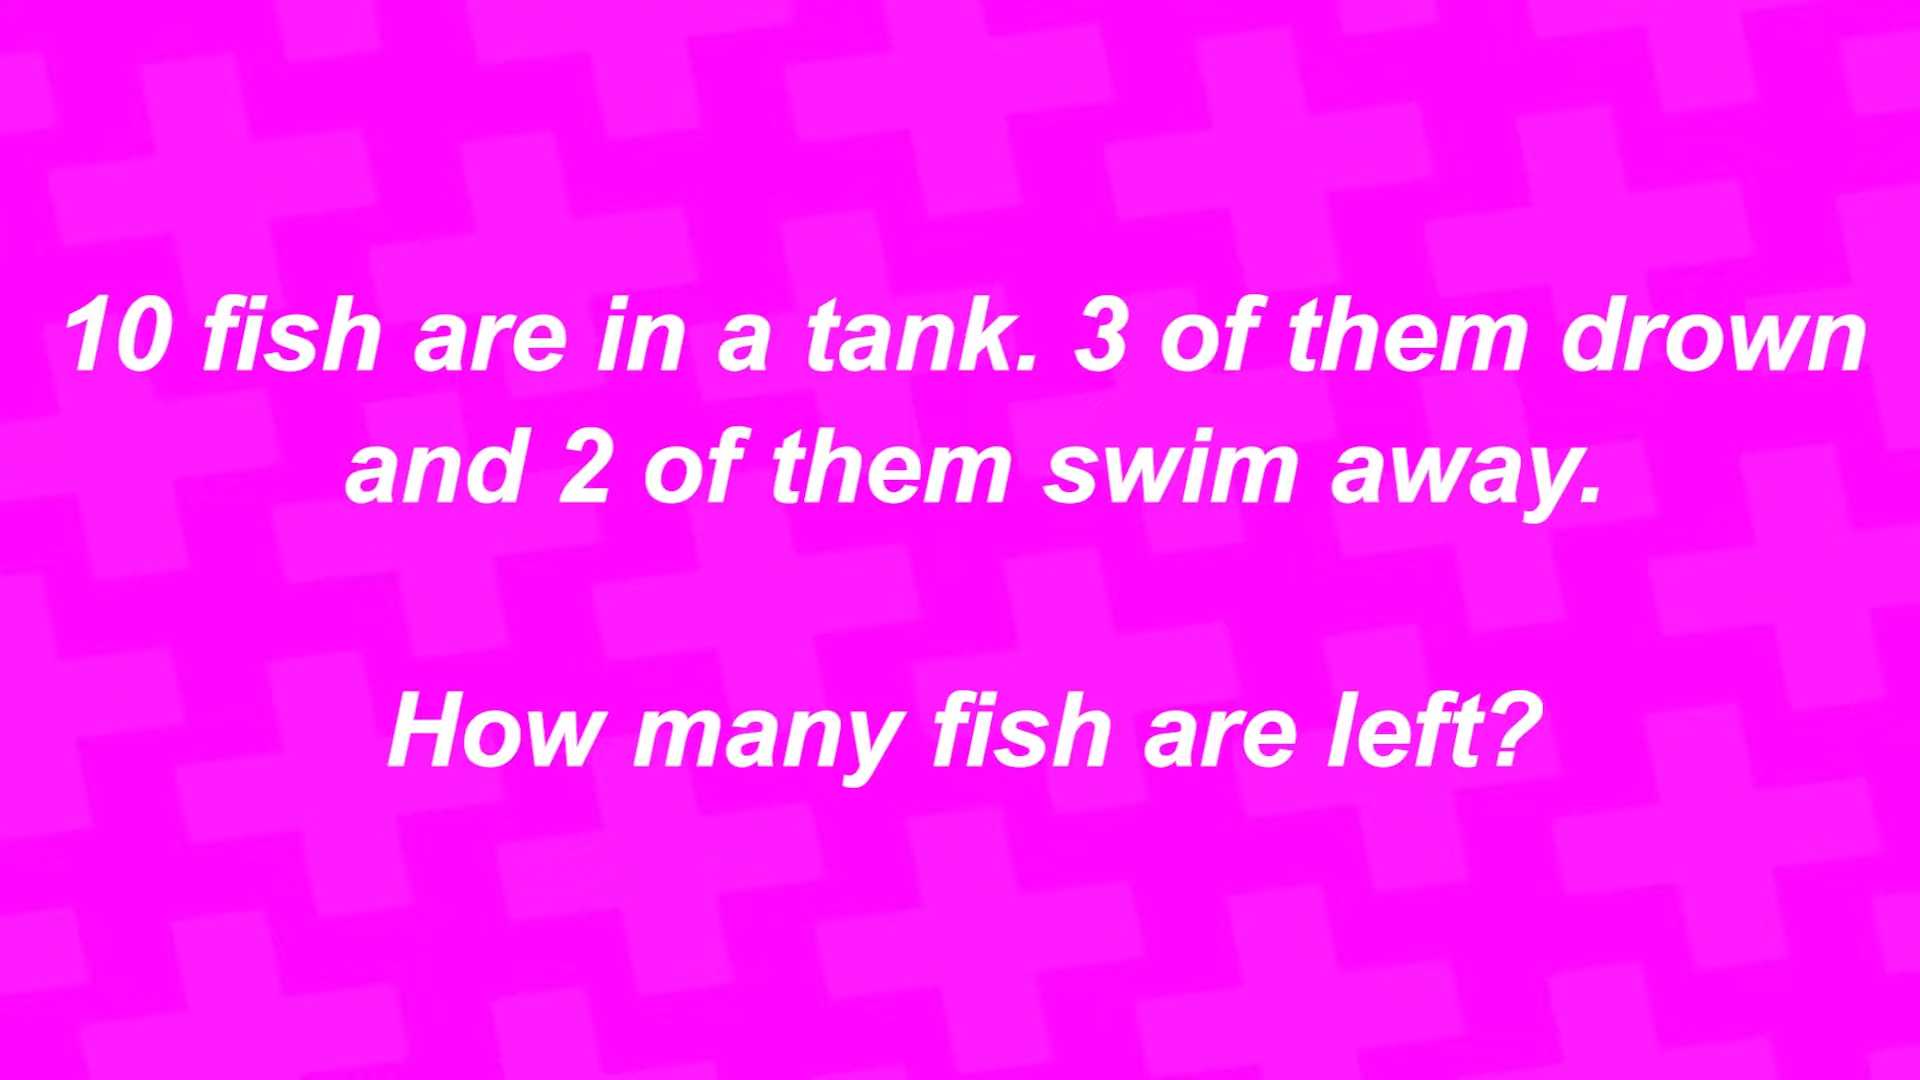 10 fish are in a tank. 3 of them drown
and 2 of them swim away.
How many fish are left?